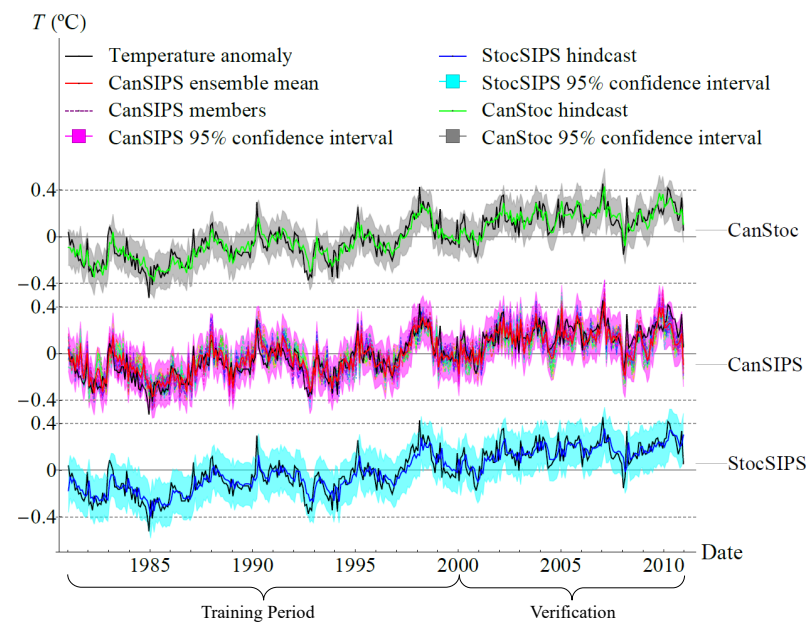 T (ºC)
Temperature anomaly
CanSIPS ensemble mean
CanSIPS members
CanSIPS 95% confidence interval
StocSIPS hindcast
StocSIPS 95% confidence interval
CanStoc hindcast
CanStoc 95% confidence interval
0.4
0
−0.4
CanStoc
0.4
0
−0.4
CanSIPS
0.4
0
−0.4
StocSIPS
Date
1985 1990 1995 2000 2005 2010
Training Period Verification